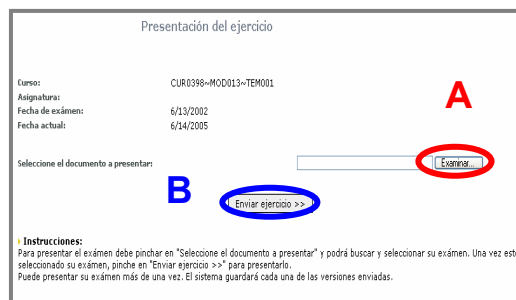 Presentación del ejercicio
Curso: CUR0398~MOD013~TEM001
Asignatura:
Fecha de exámen: 6/13/2002
Fecha actual: 6/14/2005
A
Seleccione el documento a presentar: Examinar...
B Enviar ejercicio >>
Instrucciones:
Para presentar el exámen debe pinchar en "Seleccione el documento a presentar" y podrá buscar y seleccionar su exámen. Una vez est
seleccionado su exámen, pinche en "Enviar ejercicio >>" para presentarlo.
Puede presentar su exámen más de una vez. El sistema guardará cada una de las versiones enviadas.